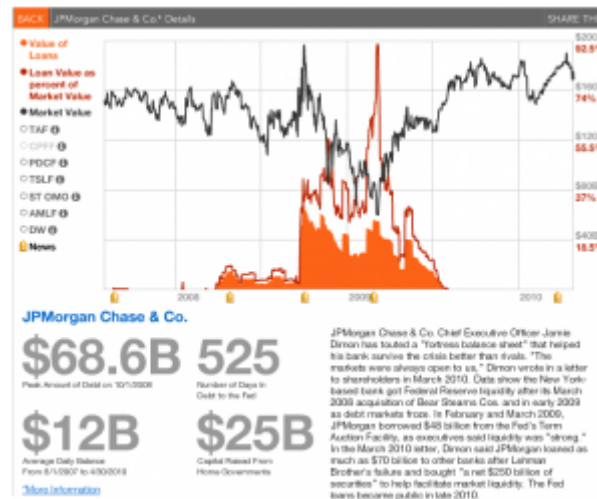 BACK JPMorgan Chase & Co.* Details SHARE THI
Value of
Loans
Loan Value as
percent of
Market Value
Market Value
TAF
CPFF
PDCF
TSLF
ST OMO
AMLF
DW
News
$200
92.5%
$160
74%
$120
55.5%
$80B
37%
$40B
18.5%
2008 2009 2010
JPMorgan Chase & Co.
$68.6B 525
Peak Amount of Debt on 10/1/2008
Number of Days In
Debt to the Fed
$12B $25B
Average Daily Balance
From 8/1/2007 to 4/30/2010
Capital Raised From
Home Governments
*More Information
JPMorgan Chase & Co. Chief Executive Officer Jamie
Dimon has touted a "fortress balance sheet" that helped
his bank survive the crisis better than rivals. "The
markets were always open to us," Dimon wrote in a letter
to shareholders in March 2010. Data show the New York-
based bank got Federal Reserve liquidity after its March
2008 acquisition of Bear Stearns Cos. and in early 2009
as debt markets froze. In February and March 2009,
JPMorgan borrowed $48 billion from the Fed's Term
Auction Facility, as executives said liquidity was "strong."
In the March 2010 letter, Dimon said JPMorgan loaned as
much as $70 billion to other banks after Lehman
Brother's failure and bought "a net $250 billion of
securities" to help facilitate market liquidity. The Fed
loans became public in late 2010.